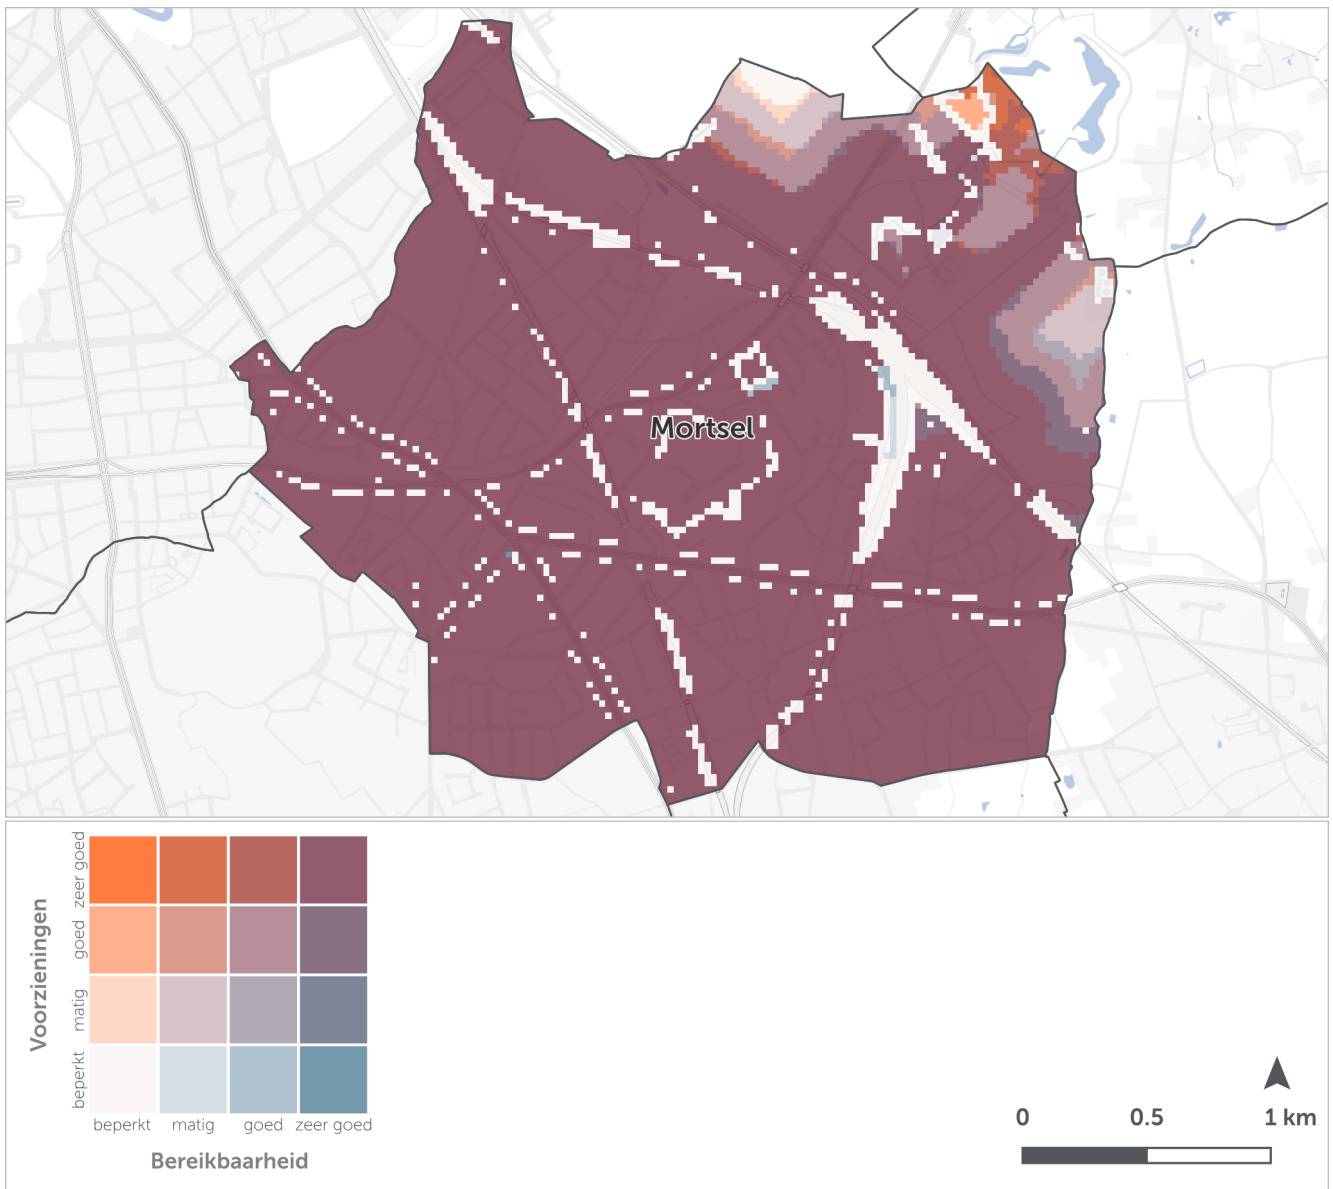 Mortsel
Voorzieningen
zeer goed
goed
matig
beperkt
beperkt matig goed zeer goed
Bereikbaarheid
0 0.5 1 km